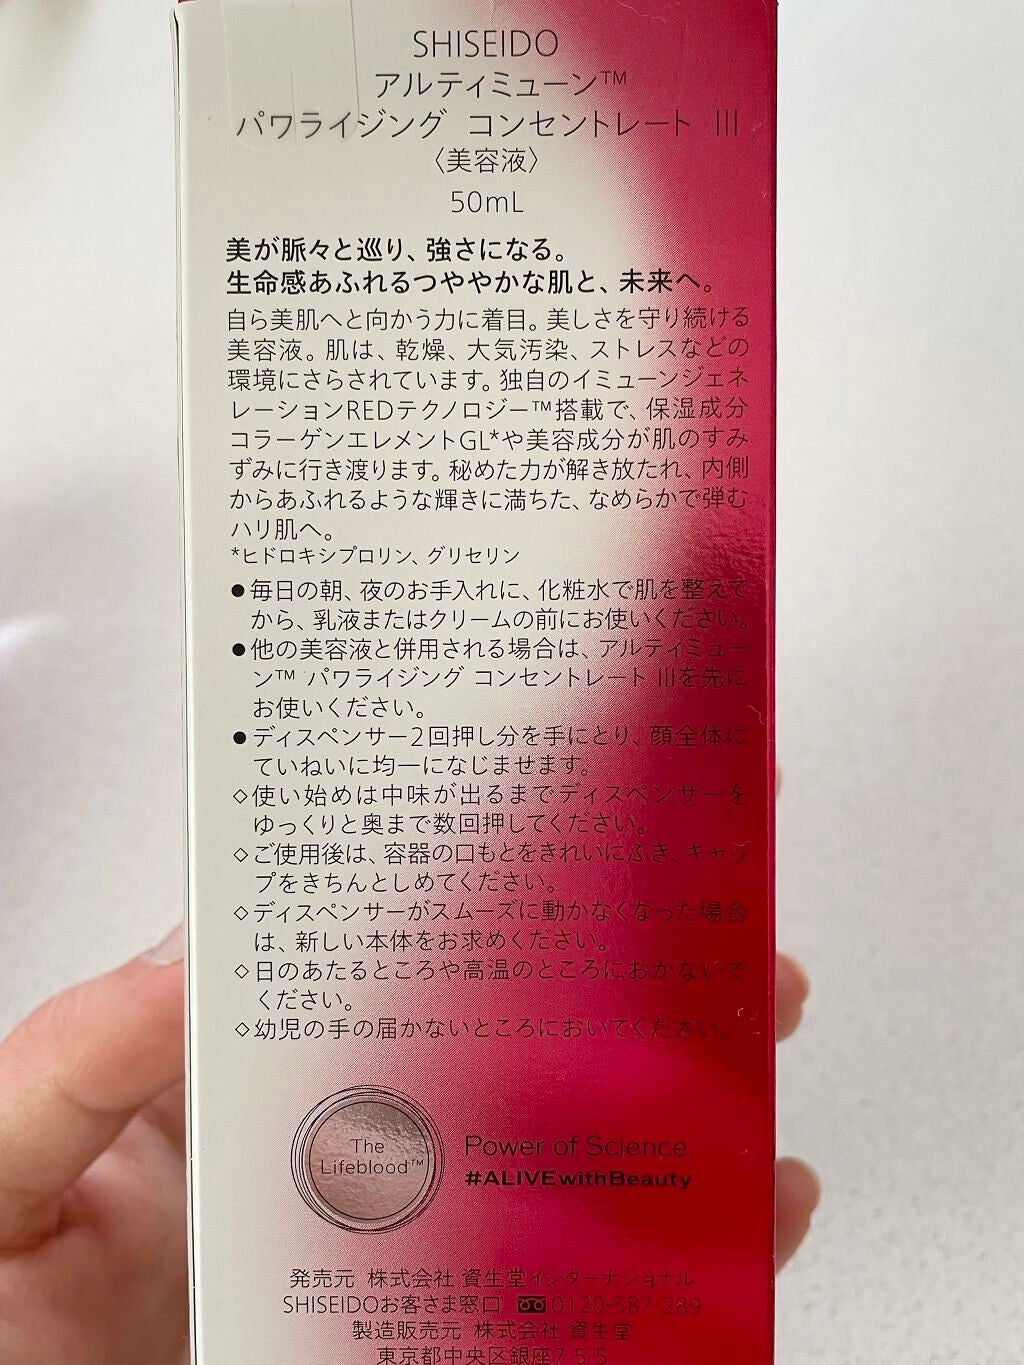 SHISEIDO
アルティミューン™
パワライジング コンセントレート III
〈美容液〉
50mL
美が脈々と巡り、強さになる。
生命感あふれるつややかな肌と、未来へ。
自ら美肌へと向かう力に着目。美しさを守り続ける
美容液。肌は、乾燥、大気汚染、ストレスなどの
環境にさらされています。独自のイミューンジェネ
レーションREDテクノロジー™搭載で、保湿成分
コラーゲンエレメントGL*や美容成分が肌のすみ
ずみに行き渡ります。秘めた力が解き放たれ、内側
からあふれるような輝きに満ちた、なめらかで弾む
ハリ肌へ。
*ヒドロキシプロリン、グリセリン
●毎日の朝、夜のお手入れに、化粧水で肌を整えて
から、乳液またはクリームの前にお使いください。
●他の美容液と併用される場合は、アルティミュー
ン™ パワライジング コンセントレート IIIを先に
お使いください。
●ディスペンサー2回押し分を手にとり、顔全体に
ていねいに均一になじませます。
◇使い始めは中味が出るまでディスペンサーを
ゆっくりと奥まで数回押してください。
◇ご使用後は、容器の口もとをきれいにふき、キャッ
プをきちんとしめてください。
◇ディスペンサーがスムーズに動かなくなった場合
は、新しい本体をお求めください。
◇日のあたるところや高温のところにおかないで
ください。
◇幼児の手の届かないところにおいてください。
The
Lifeblood™
Power of Science.
#ALIVEwithBeauty
発売元 株式会社 資生堂インターナショナル
SHISEIDOお客さま窓口 0120-587-289
製造販売元 株式会社 資生堂
東京都中央区銀座7-5-5